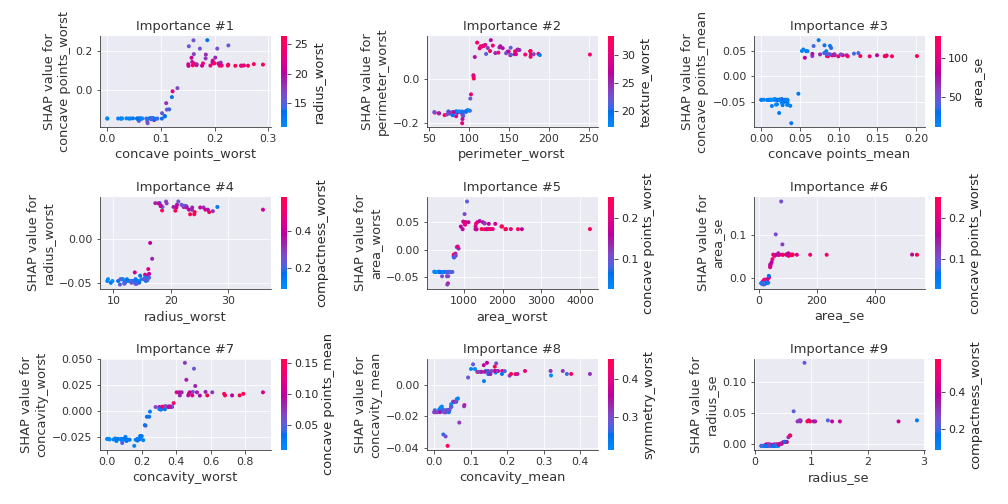 Importance #1
SHAP value for
concave points_worst
0.2
0.0
0.0
0.1
0.2
0.3
concave points_worst
25
20
15
radius_worst
Importance #2
SHAP value for
perimeter_worst
0.0
−0.2
50
100
150
200
250
perimeter_worst
30
25
20
texture_worst
Importance #3
SHAP value for
concave points_mean
0.05
0.00
−0.05
0.00
0.05
0.10
0.15
0.20
concave points_mean
100
50
area_se
Importance #4
SHAP value for
radius_worst
0.00
−0.05
10
20
30
radius_worst
0.4
0.2
compactness_worst
Importance #5
SHAP value for
area_worst
0.05
0.00
−0.05
1000
2000
3000
4000
area_worst
0.2
0.1
concave points_worst
Importance #6
SHAP value for
area_se
0.1
0.0
0
200
400
area_se
0.2
0.1
concave points_worst
Importance #7
SHAP value for
concavity_worst
0.050
0.025
0.000
−0.025
0.0
0.2
0.4
0.6
0.8
concavity_worst
0.15
0.10
0.05
concave points_mean
Importance #8
SHAP value for
concavity_mean
0.00
−0.02
−0.04
0.0
0.1
0.2
0.3
0.4
concavity_mean
0.4
0.3
symmetry_worst
Importance #9
SHAP value for
radius_se
0.10
0.05
0.00
0
1
2
3
radius_se
0.4
0.2
compactness_worst